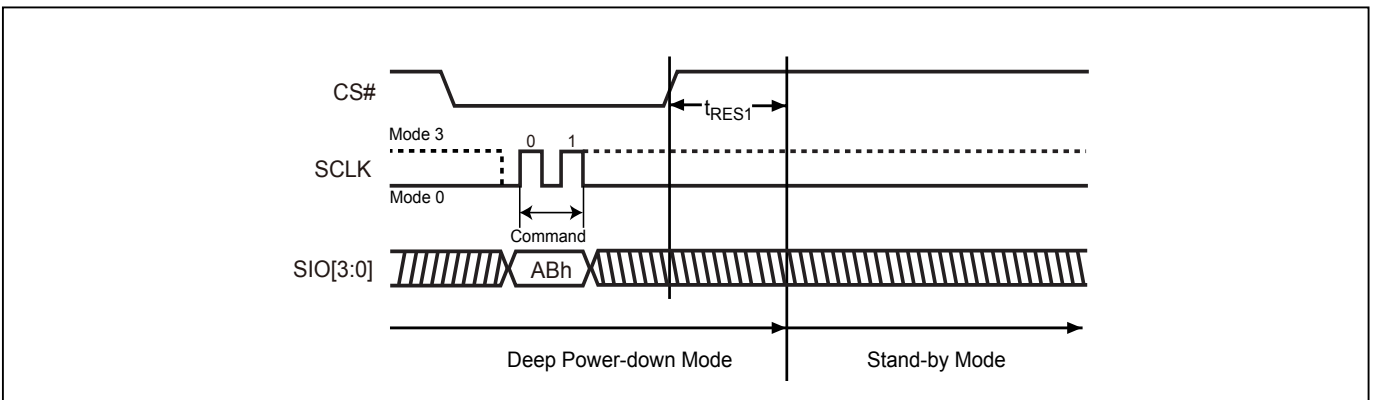 CS#
tRES1
Mode 3
0 1
SCLK
Mode 0
Command
SIO[3:0]
ABh
Deep Power-down Mode
Stand-by Mode